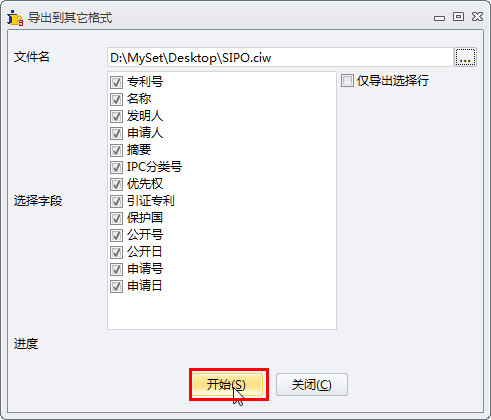 导出到其它格式
文件名
D:\MySet\Desktop\SIPO.ciw
...
仅导出选择行
选择字段
专利号
名称
发明人
申请人
摘要
IPC分类号
优先权
引证专利
保护国
公开号
公开日
申请号
申请日
进度
开始(S)
关闭(C)